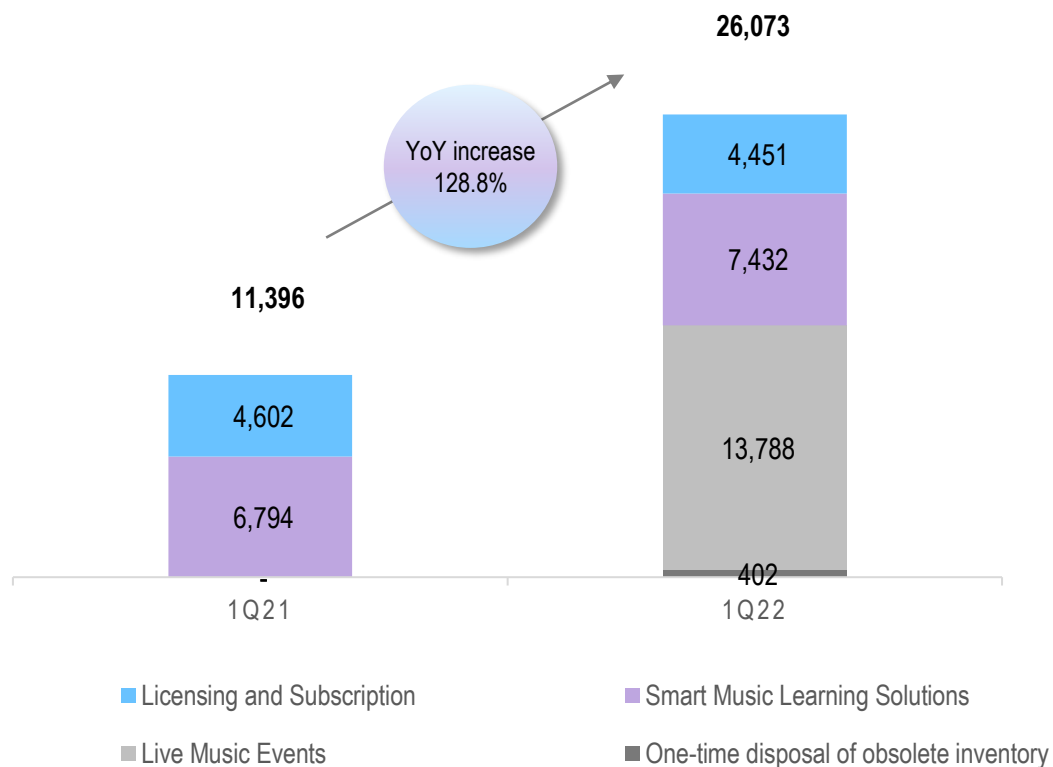 26,073
YoY increase
128.8%
4,451
7,432
11,396
4,602
13,788
6,794
-
402
1Q21
1Q22
Licensing and Subscription
Smart Music Learning Solutions
Live Music Events
One-time disposal of obsolete inventory